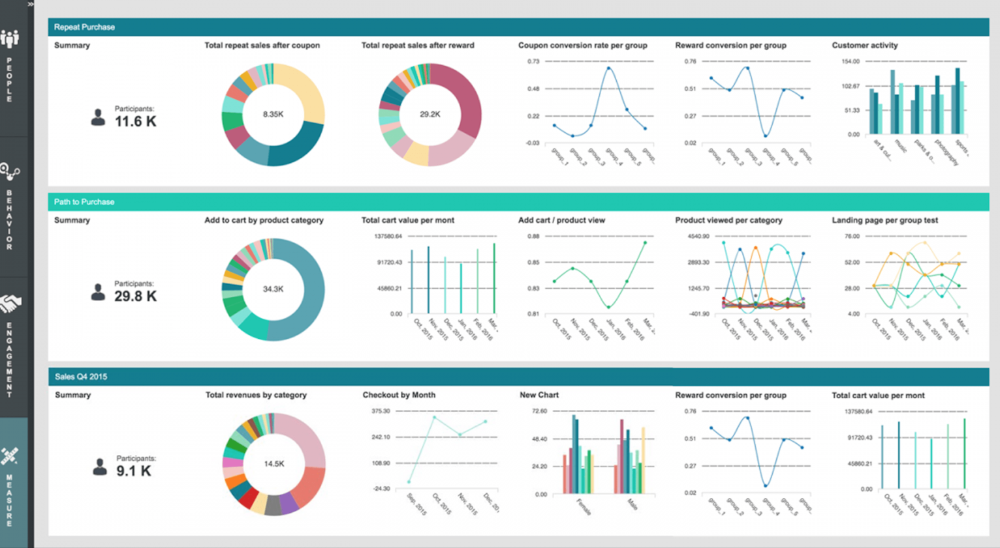 »
PEOPLE
BEHAVIOR
ENGAGEMENT
MEASURE
Repeat Purchase
Summary
Participants:
11.6 K
Total repeat sales after coupon
8.35K
Total repeat sales after reward
29.2K
Coupon conversion rate per group
0.73
0.48
0.22
-0.03
group_1
group_2
group_3
group_4
group_5
group_
Reward conversion per group
0.76
0.51
0.27
0.02
group_1
group_2
group_3
group_4
group_5
group_
Customer activity
154.00
102.67
51.33
0.00
art & cul...
music
parks & o...
photography
sports
Path to Purchase
Summary
Participants:
29.8 K
Add to cart by product category
34.3K
Total cart value per mont
137580.64
91720.43
45860.21
0.00
Oct, 2015
Nov, 2015
Dec, 2015
Jan, 2016
Feb, 2016
Mar,
Add cart / product view
0.88
0.85
0.83
0.81
Oct, 2015
Nov, 2015
Dec, 2015
Jan, 2016
Feb, 2016
Mar,
Product viewed per category
4540.90
2893.30
1245.70
-401.90
Oct, 2015
Nov, 2015
Dec, 2015
Jan, 2016
Feb, 2016
Mar,
Landing page per group test
76.00
52.00
28.00
4.00
Oct, 2015
Nov, 2015
Dec, 2015
Jan, 2016
Feb, 2016
Mar,
Sales Q4 2015
Summary
Participants:
9.1 K
Total revenues by category
14.5K
Checkout by Month
375.30
242.10
108.90
-24.30
Sep, 2015
Oct, 2015
Nov, 2015
Dec, 20
New Chart
72.60
48.40
24.20
0.00
Female
Male
Reward conversion per group
0.76
0.51
0.27
0.02
group_1
group_2
group_3
group_4
group_5
group_
Total cart value per mont
137580.64
91720.43
45860.21
0.00
Oct, 2015
Nov, 2015
Dec, 2015
Jan, 2016
Feb, 2016
Mar,